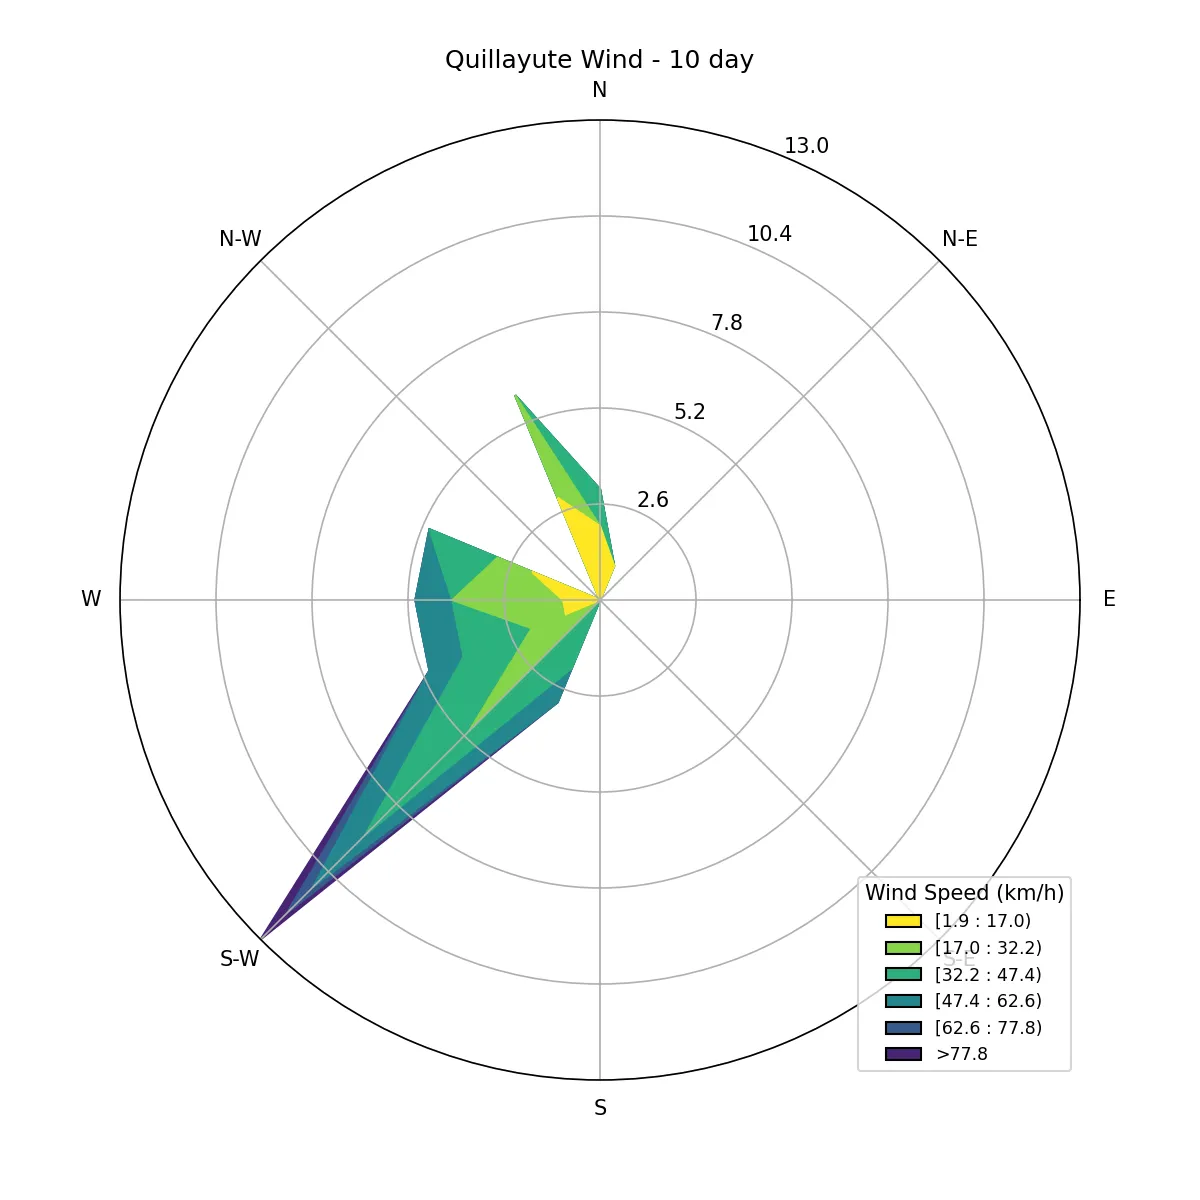 Quillayute Wind - 10 day
N
13.0
N-W
10.4
N-E
7.8
5.2
2.6
W
E
S-W
S-E
Wind Speed (km/h)
[1.9 : 17.0)
[17.0 : 32.2)
[32.2 : 47.4)
[47.4 : 62.6)
[62.6 : 77.8)
>77.8
S